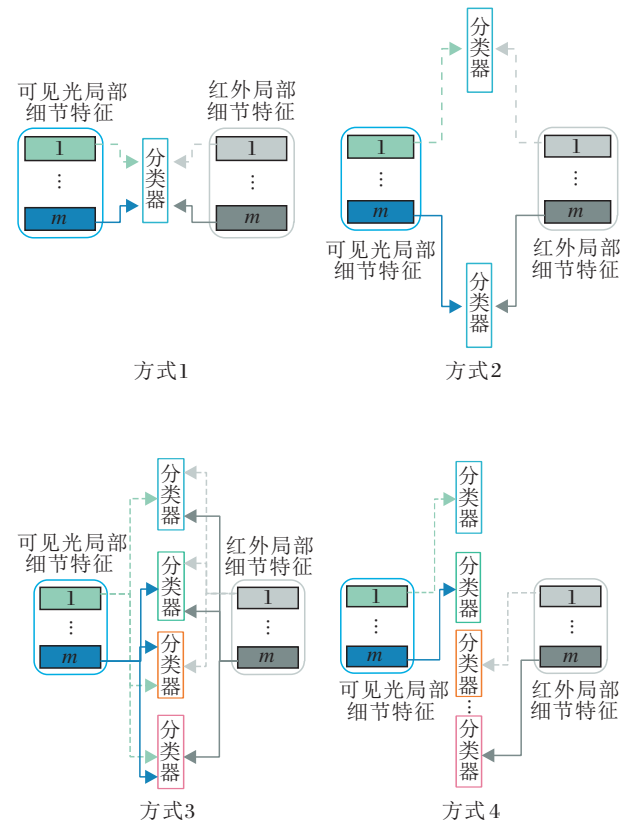 可见光局部
细节特征
1
⋮
m
分类器
红外局部
细节特征
1
⋮
m
方式1
分类器
1
⋮
m
可见光局部
细节特征
1
⋮
m
红外局部
细节特征
分类器
方式2
可见光局部
细节特征
1
⋮
m
分类器
分类器
分类器
分类器
红外局部
细节特征
1
⋮
m
方式3
1
⋮
m
可见光局部
细节特征
分类器
分类器
分类器
⋮
分类器
1
⋮
m
红外局部
细节特征
方式4